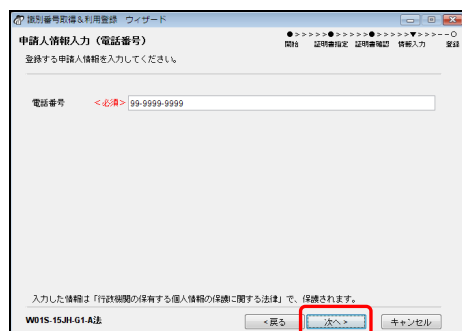 識別番号取得&利用登録 ウィザード
申請人情報入力（電話番号）
●>>>>>●>>>>>●>>>>>▼>>>--○
開始 証明書指定 証明書確認 情報入力 登録
登録する申請人情報を入力してください。
電話番号 <必須> 99-9999-9999
入力した情報は「行政機関の保有する個人情報の保護に関する法律」で、保護されます。
W01S-15JH-G1-A法 <戻る 次へ> キャンセル